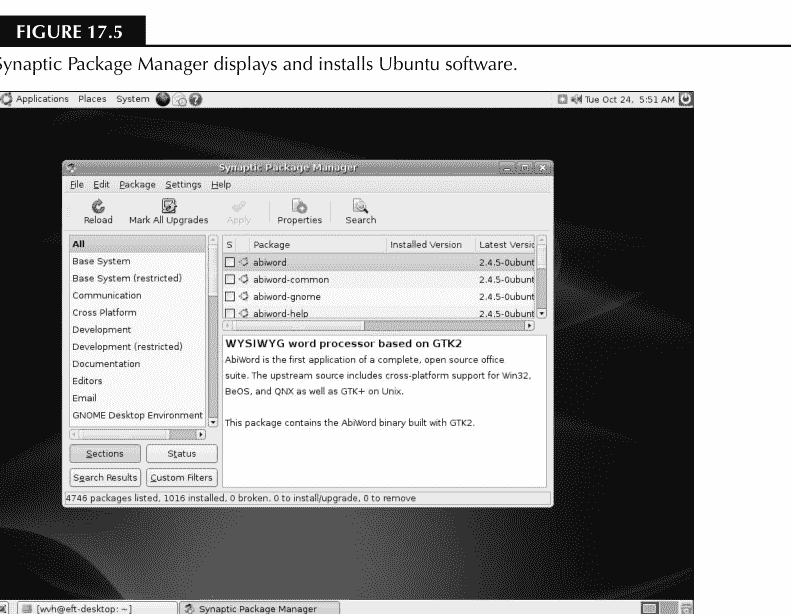 FIGURE 17.5
Synaptic Package Manager displays and installs Ubuntu software.
Applications Places System Tue Oct 24, 5:51 AM
Synaptic Package Manager
File Edit Package Settings Help
Reload Mark All Upgrades Apply Properties Search
All
Base System
Base System (restricted)
Communication
Cross Platform
Development
Development (restricted)
Documentation
Editors
Email
GNOME Desktop Environment
Sections Status
Search Results Custom Filters
S Package Installed Version Latest Versic
abiword 2.4.5-0ubunt
abiword-common 2.4.5-0ubunt
abiword-gnome 2.4.5-0ubunt
abiword-help 2.4.5-0ubunt
WYSIWYG word processor based on GTK2
AbiWord is the first application of a complete, open source office
suite. The upstream source includes cross-platform support for Win32,
BeOS, and QNX as well as GTK+ on Unix.
This package contains the AbiWord binary built with GTK2.
4746 packages listed, 1016 installed, 0 broken. 0 to install/upgrade, 0 to remove
[wvh@eft-desktop: ~] Synaptic Package Manager